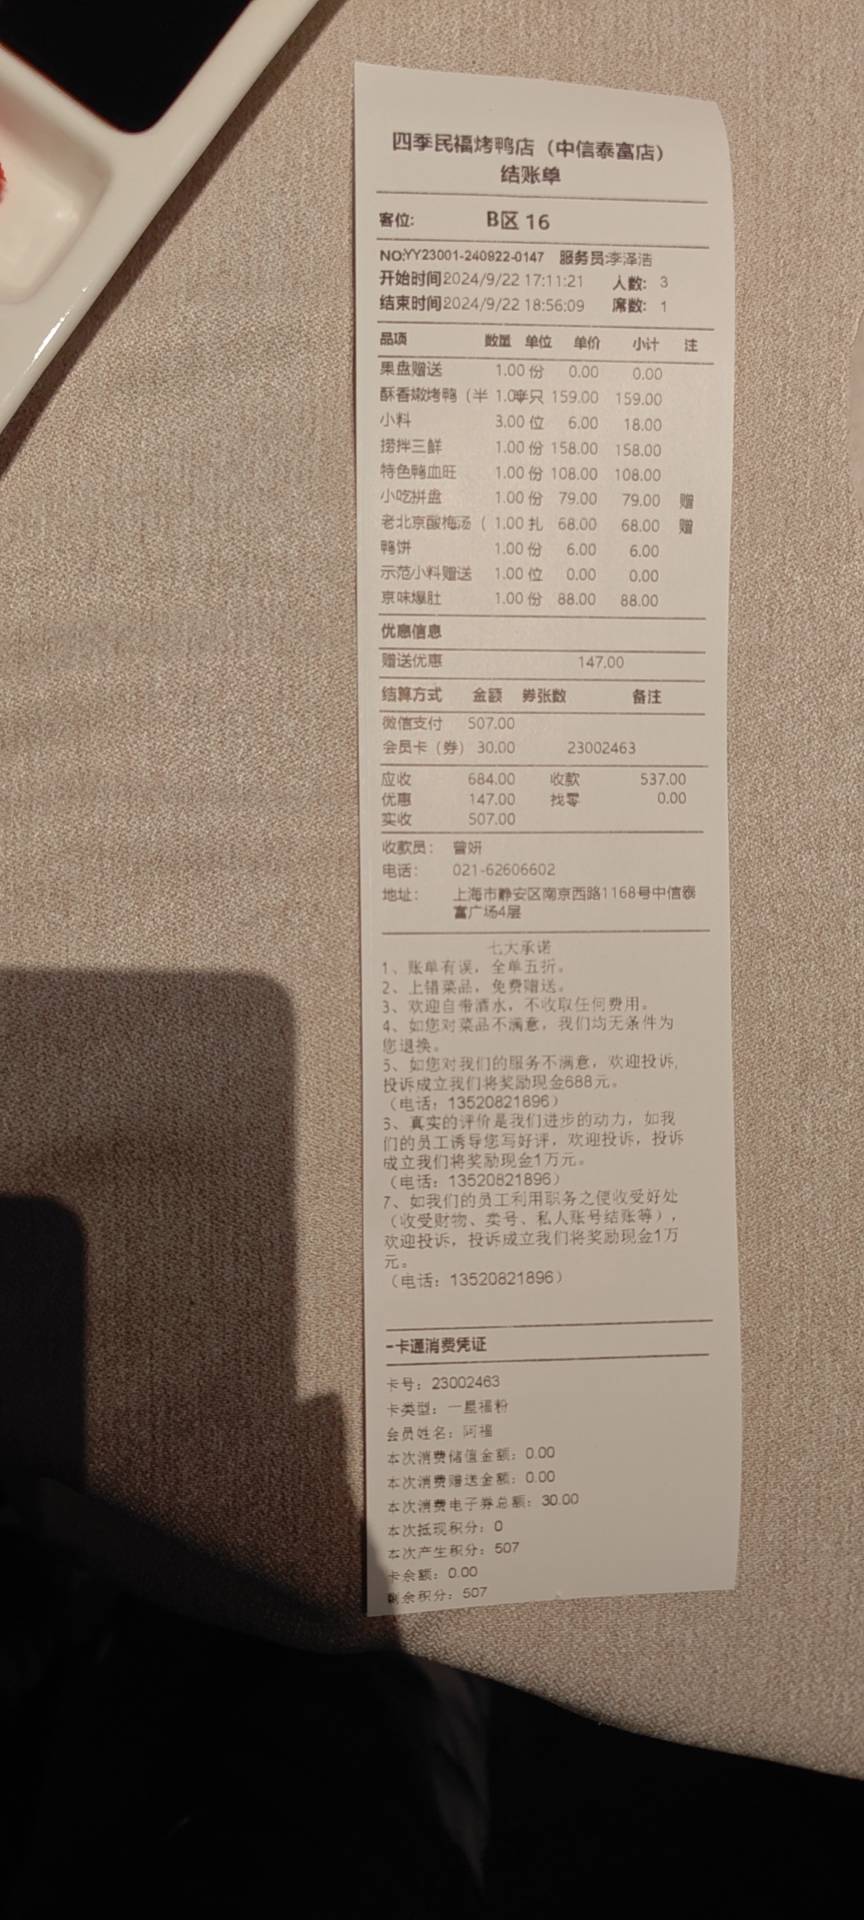 四季民福烤鸭店（中信泰富店）
结账单
客位： B区 16
NO:YY23001-240922-0147 服务员:李泽浩
开始时间2024/9/22 17:11:21 人数： 3
结束时间2024/9/22 18:56:09 席数： 1
品项 数量 单位 单价 小计 注
果盘赠送 1.00 份 0.00 0.00
酥香嫩烤鸭（半 1.00 半只 159.00 159.00
小料 3.00 位 6.00 18.00
捞拌三鲜 1.00 份 158.00 158.00
特色鸭血旺 1.00 份 108.00 108.00
小吃拼盘 1.00 份 79.00 79.00 赠
老北京酸梅汤（ 1.00 扎 68.00 68.00 赠
鸭饼 1.00 份 6.00 6.00
示范小料赠送 1.00 位 0.00 0.00
京味爆肚 1.00 份 88.00 88.00
优惠信息
赠送优惠 147.00
结算方式 金额 券张数 备注
微信支付 507.00
会员卡（券） 30.00 23002463
应收 684.00 收款 537.00
优惠 147.00 找零 0.00
实收 507.00
收款员： 曾妍
电话： 021-62606602
地址： 上海市静安区南京西路1168号中信泰
富广场4层
七大承诺
1、账单有误，全单五折。
2、上错菜品，免费赠送。
3、欢迎自带酒水，不收取任何费用。
4、如您对菜品不满意，我们均无条件为
您退换。
5、如您对我们的服务不满意，欢迎投诉，
投诉成立我们将奖励现金688元。
（电话：13520821896）
6、真实的评价是我们进步的动力，如我
们的员工诱导您写好评，欢迎投诉，投诉
成立我们将奖励现金1万元。
（电话：13520821896）
7、如我们的员工利用职务之便收受好处
（收受财物、卖号、私人账号结账等），
欢迎投诉，投诉成立我们将奖励现金1万
元。
（电话：13520821896）
一卡通消费凭证
卡号：23002463
卡类型：一星福粉
会员姓名：阿福
本次消费储值金额：0.00
本次消费赠送金额：0.00
本次消费电子券总额：30.00
本次抵现积分：0
本次产生积分：507
卡余额：0.00
剩余积分：507